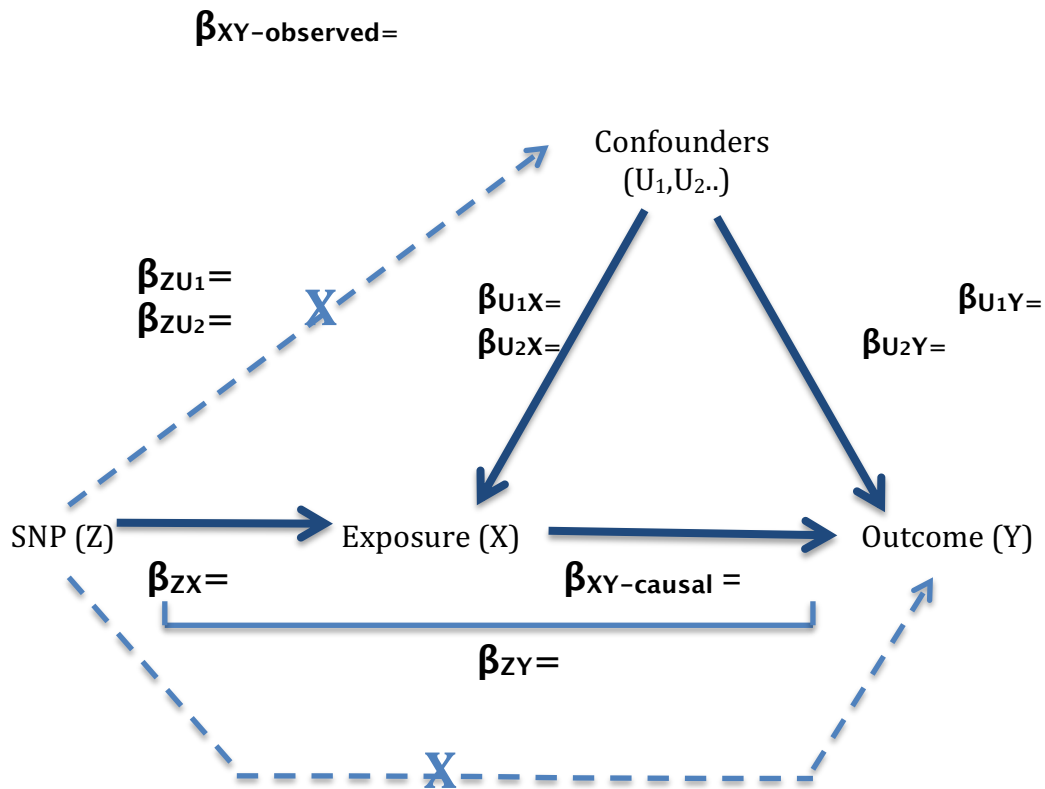 βXY-observed=
Confounders
(U₁,U₂..)
βZU₁=
βZU₂=
X
βU₁X=
βU₂X=
βU₁Y=
βU₂Y=
SNP (Z)
Exposure (X)
Outcome (Y)
βZX=
βXY-causal =
βZY=
X